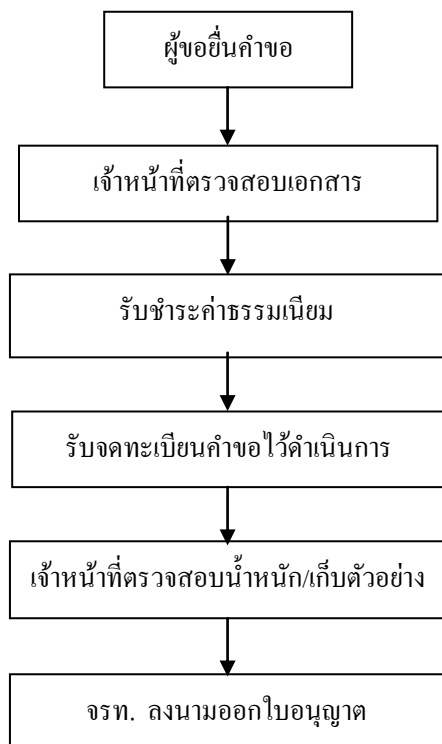 ผู้ขอยื่นคำขอ
เจ้าหน้าที่ตรวจสอบเอกสาร
รับชำระค่าธรรมเนียม
รับจดทะเบียนคำขอไว้ดำเนินการ
เจ้าหน้าที่ตรวจสอบน้ำหนัก/เก็บตัวอย่าง
จรท. ลงนามออกใบอนุญาต